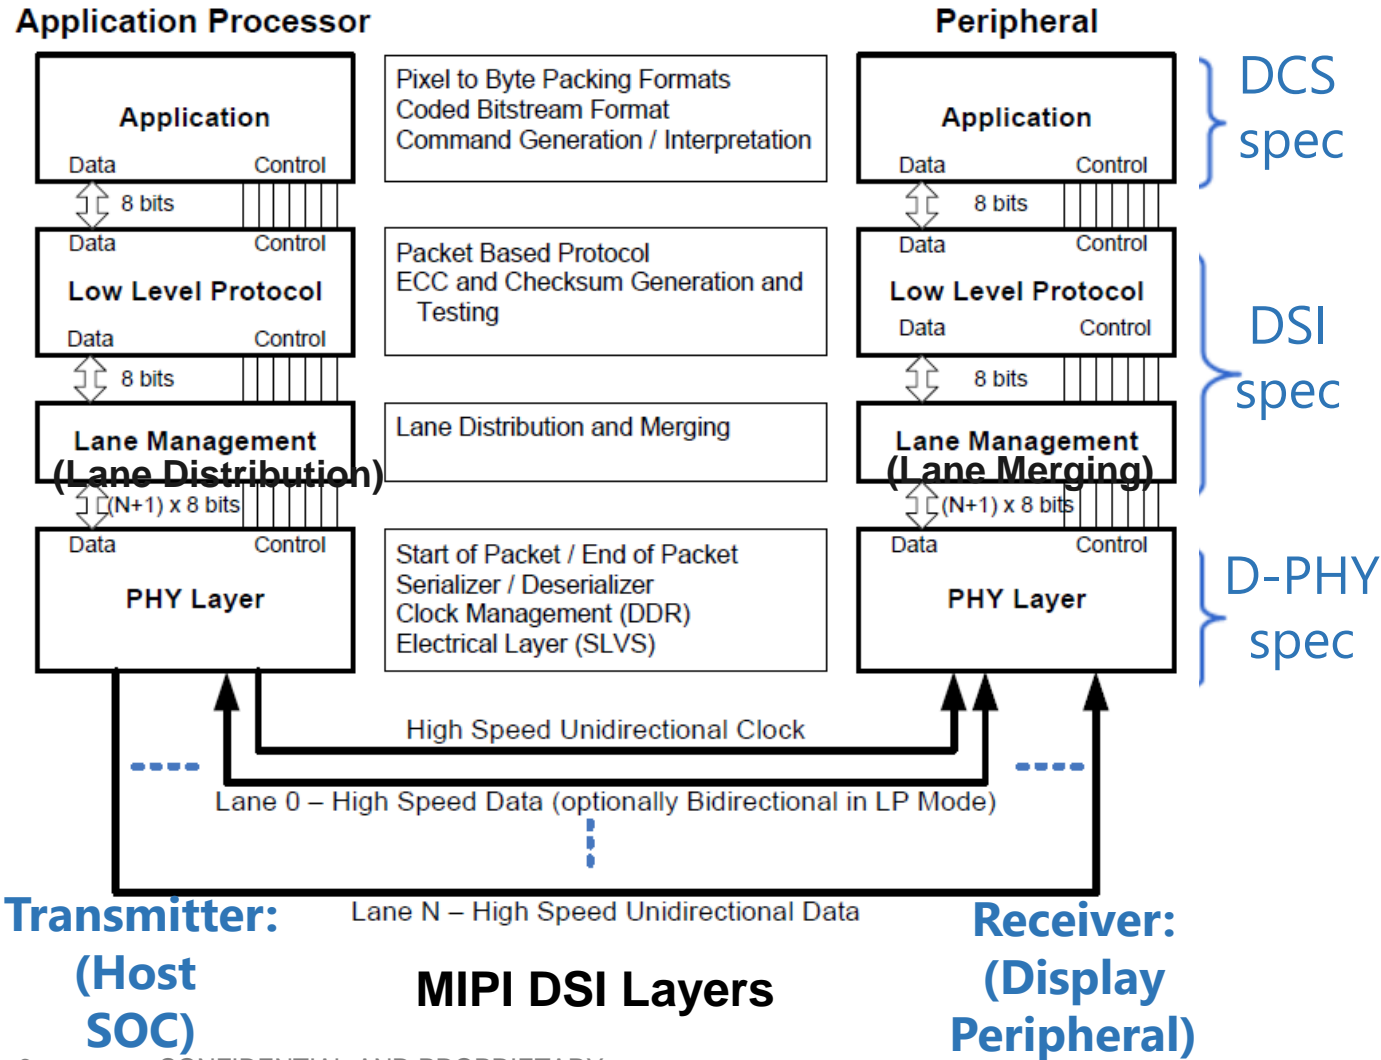 Application Processor
Peripheral
Application
Data Control
8 bits
Data Control
Low Level Protocol
Data Control
8 bits
Lane Management
(Lane Distribution)
(N+1) x 8 bits
Data Control
PHY Layer
Pixel to Byte Packing Formats
Coded Bitstream Format
Command Generation / Interpretation
Packet Based Protocol
ECC and Checksum Generation and
Testing
Lane Distribution and Merging
Start of Packet / End of Packet
Serializer / Deserializer
Clock Management (DDR)
Electrical Layer (SLVS)
Application
Data Control
8 bits
Data Control
Low Level Protocol
Data Control
8 bits
Lane Management
(Lane Merging)
(N+1) x 8 bits
Data Control
PHY Layer
DCS
spec
DSI
spec
D-PHY
spec
High Speed Unidirectional Clock
Lane 0 – High Speed Data (optionally Bidirectional in LP Mode)
Lane N – High Speed Unidirectional Data
Transmitter:
(Host
SOC)
MIPI DSI Layers
Receiver:
(Display
Peripheral)
CONFIDENTIAL AND PROPRIETARY